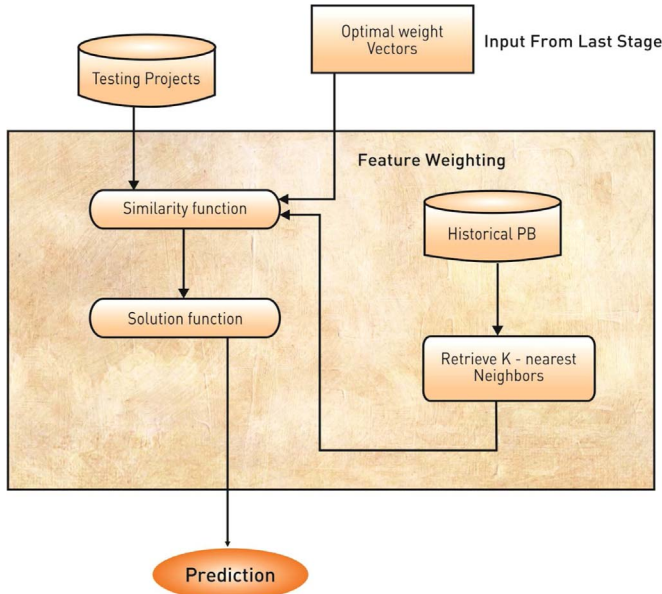 Optimal weight
Vectors
Input From Last Stage
Testing Projects
Feature Weighting
Similarity function
Historical PB
Solution function
Retrieve K - nearest
Neighbors
Prediction